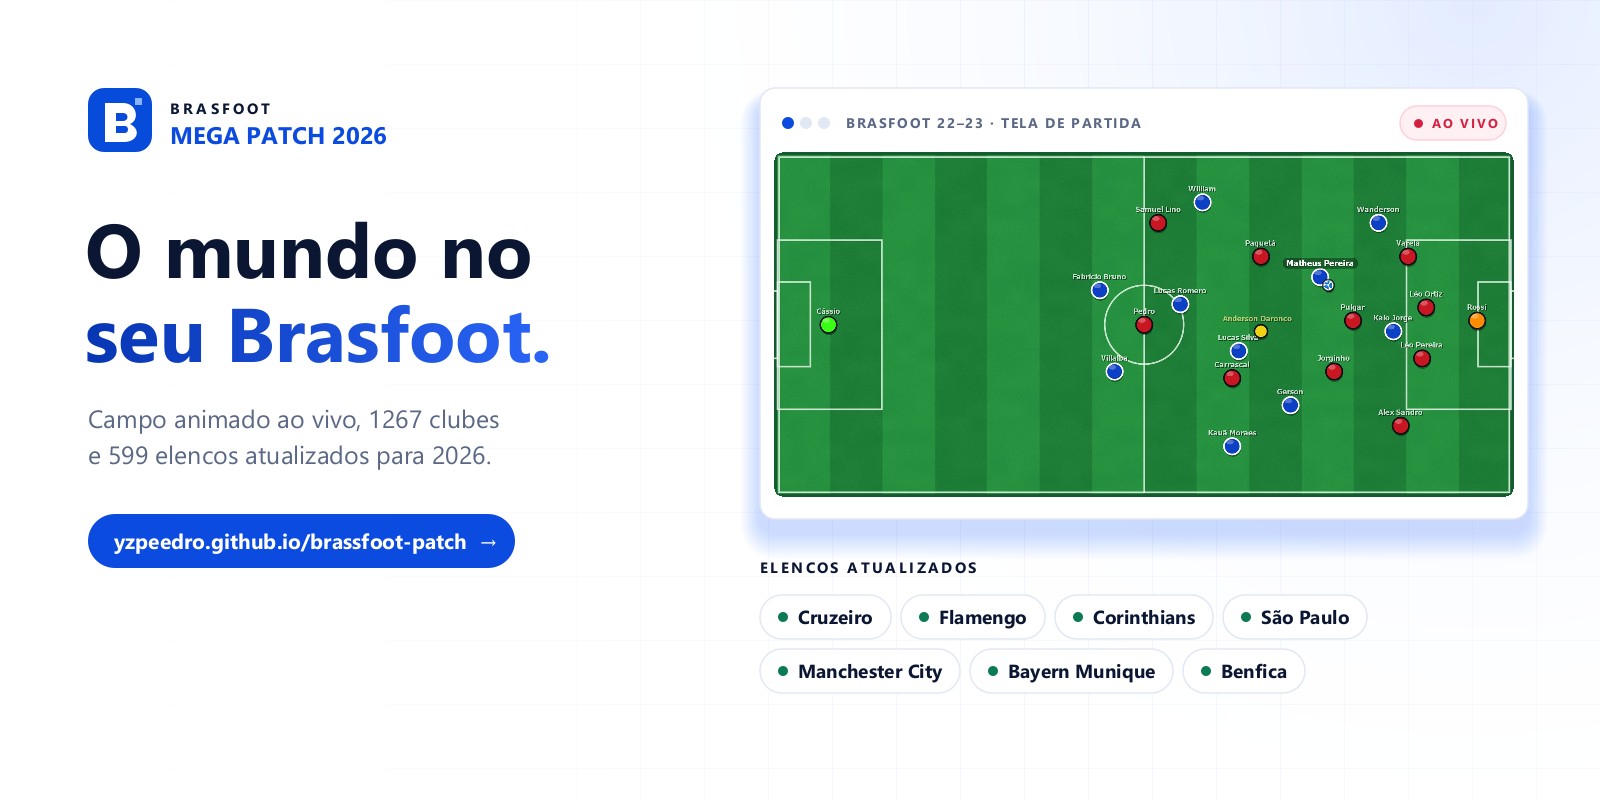 BRASFOOT
MEGA PATCH 2026
O mundo no
seu Brasfoot.
Campo animado ao vivo, 1267 clubes
e 599 elencos atualizados para 2026.
yzpeedro.github.io/brassfoot-patch →
BRASFOOT 22–23 · TELA DE PARTIDA
AO VIVO
William
Samuel Lino
Wanderson
Paquetá
Varela
Matheus Pereira
Fabrício Bruno
Lucas Romero
Léo Ortiz
Cássio
Pedro
Pulgar
Rossi
Anderson Daronco
Kaio Jorge
Lucas Silva
Léo Pereira
Villalba
Carrascal
Jorginho
Gerson
Alex Sandro
Kauã Moraes
ELENCOS ATUALIZADOS
Cruzeiro
Flamengo
Corinthians
São Paulo
Manchester City
Bayern Munique
Benfica